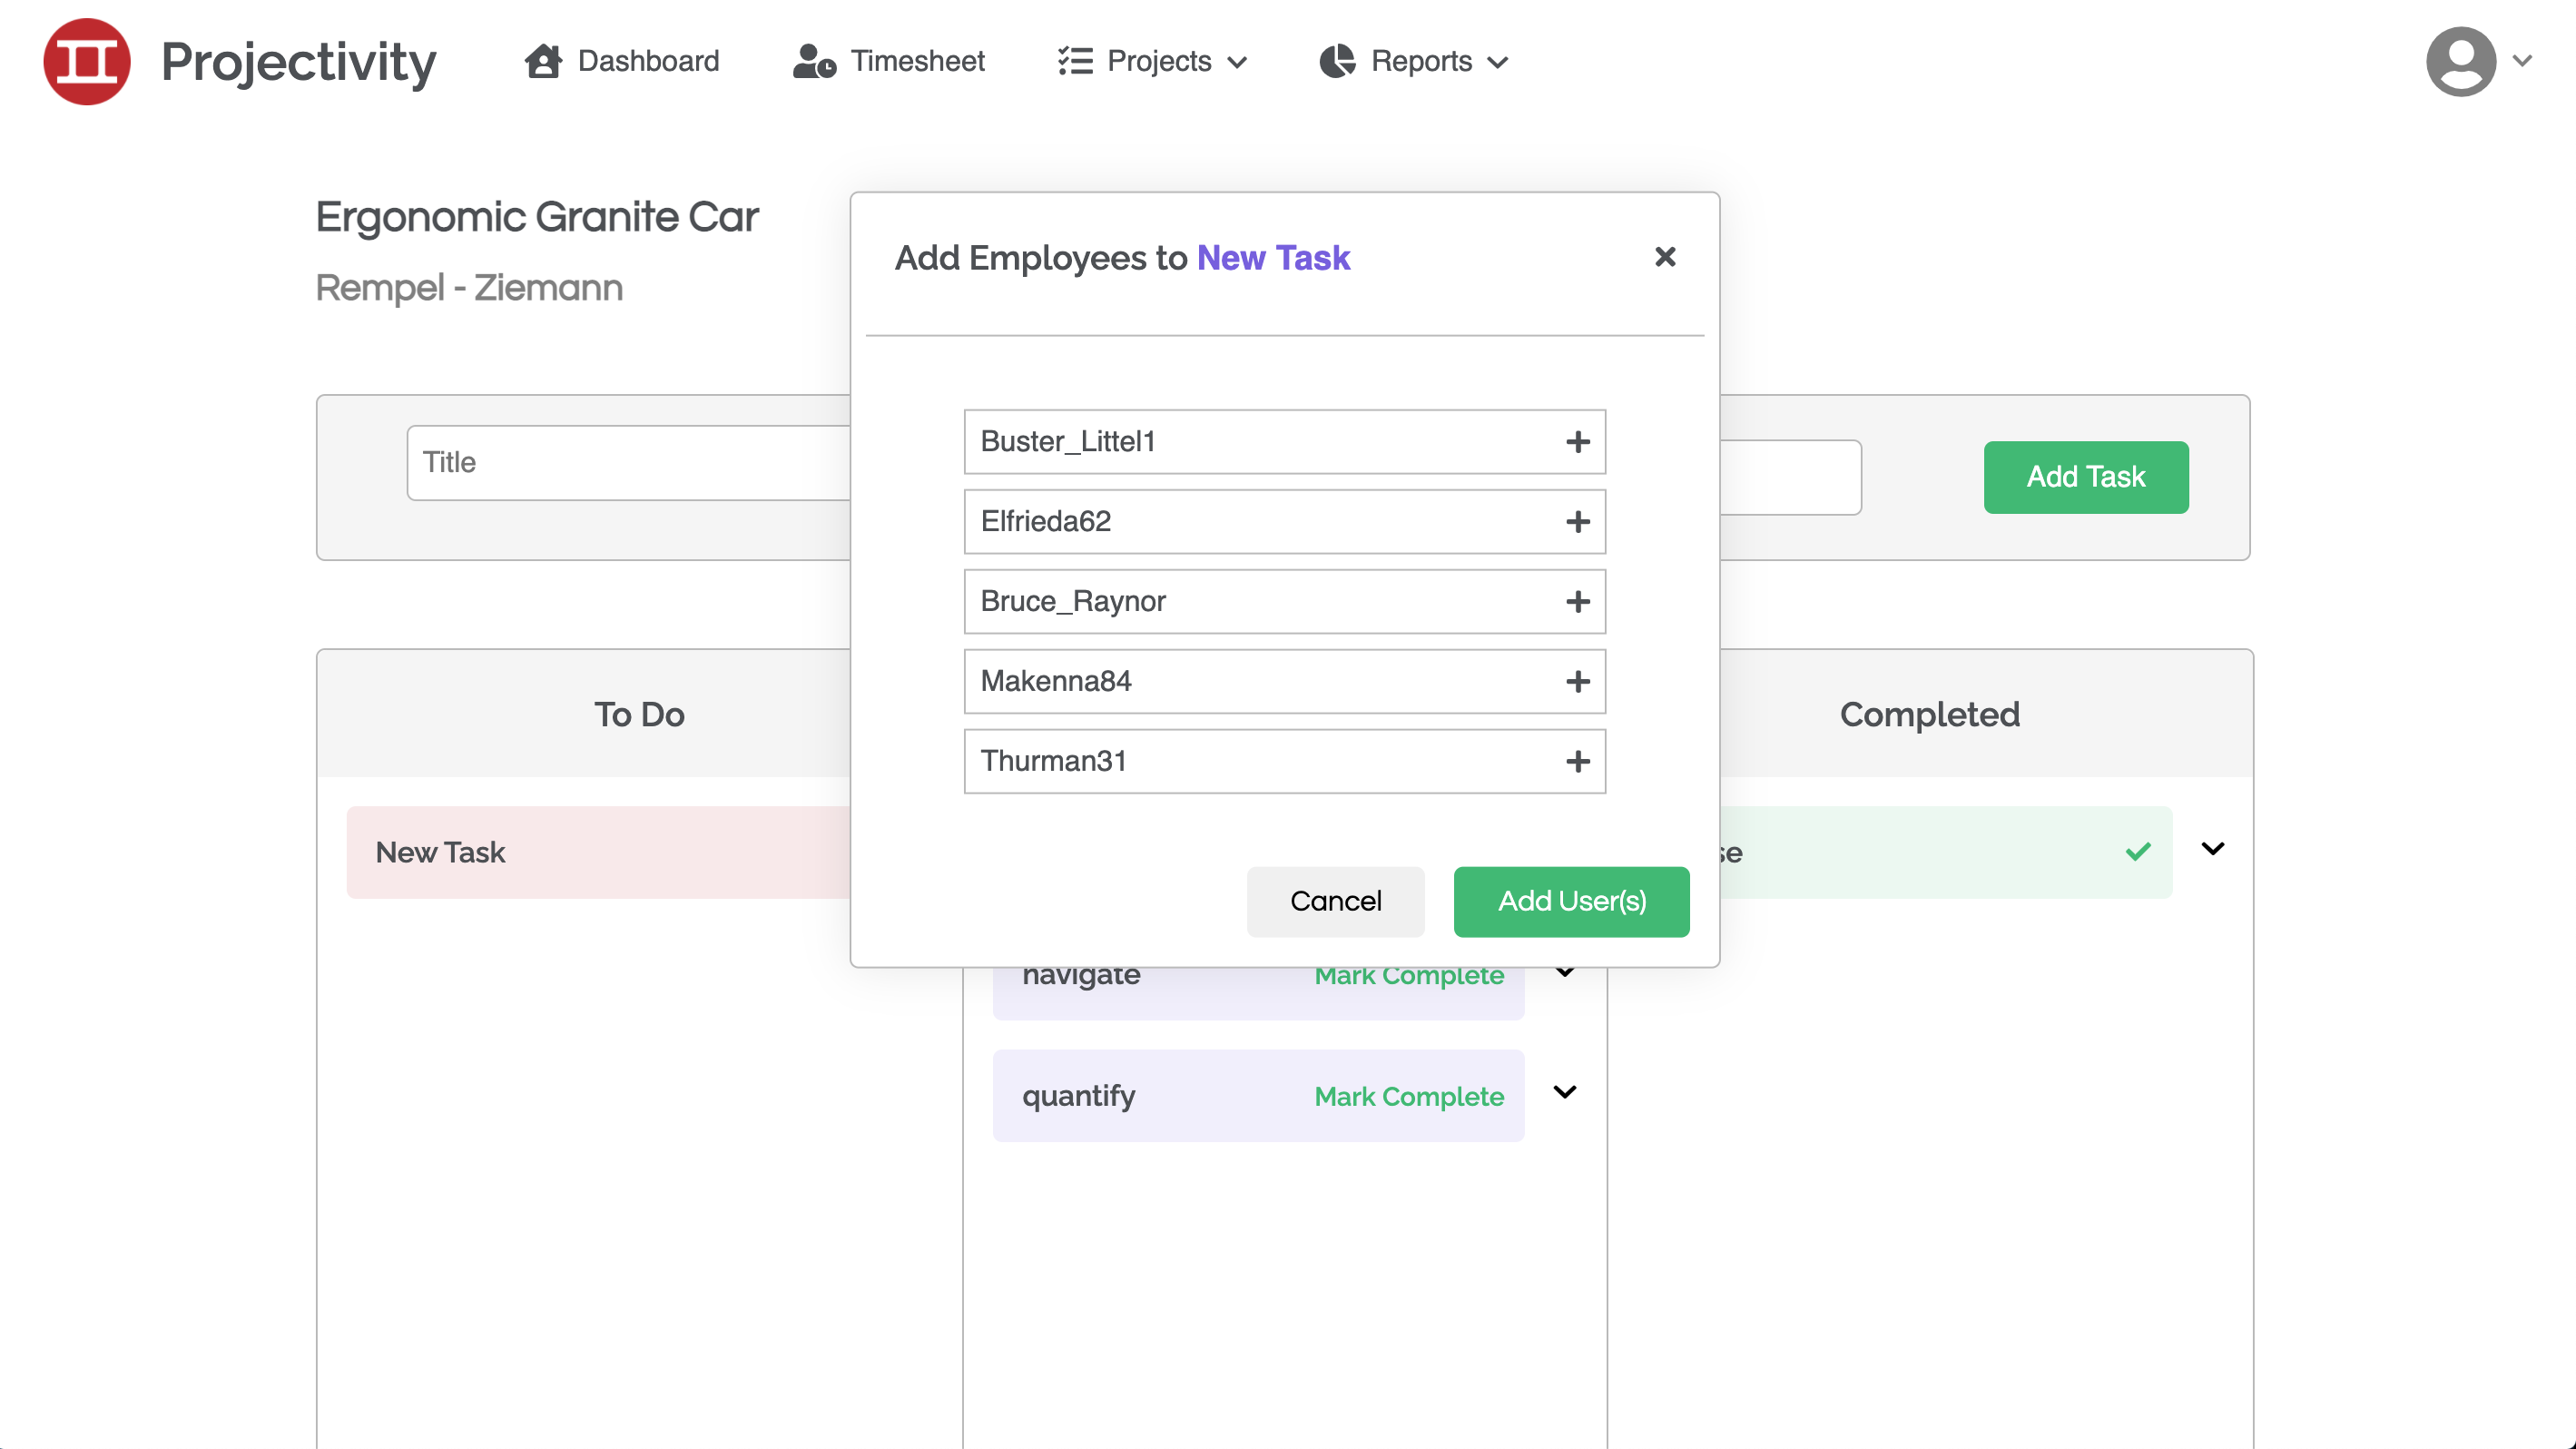 Projectivity
Dashboard
Timesheet
Projects
Reports
Ergonomic Granite Car
Rempel - Ziemann
Add Employees to New Task
Title
Add Task
Buster_Littel1
Elfrieda62
Bruce_Raynor
Makenna84
Thurman31
Cancel
Add User(s)
To Do
Completed
New Task
navigate
Mark Complete
quantify
Mark Complete